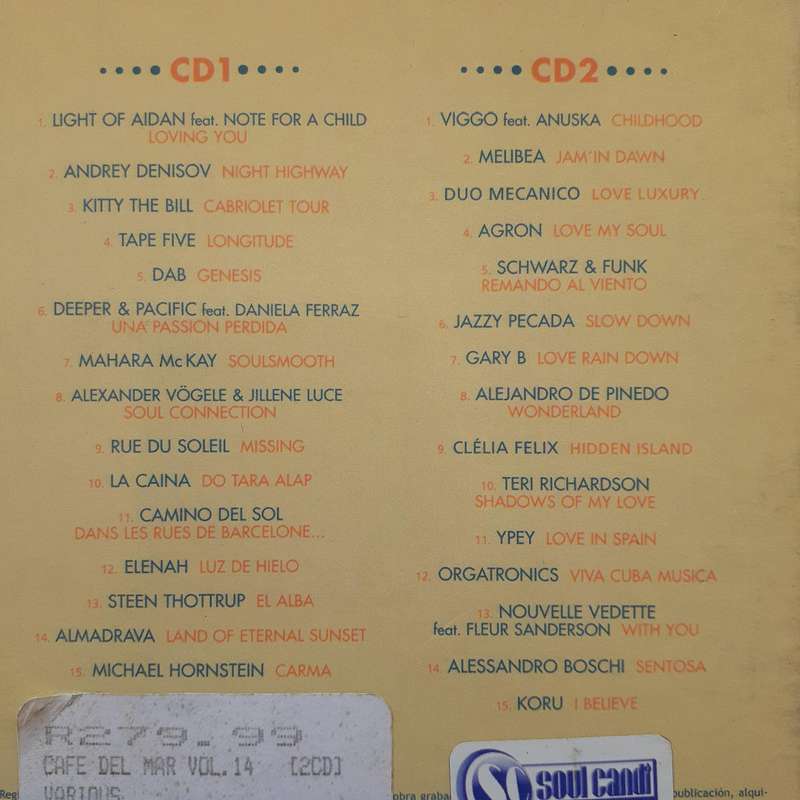 CD1
1. LIGHT OF AIDAN feat. NOTE FOR A CHILD
LOVING YOU
2. ANDREY DENISOV NIGHT HIGHWAY
3. KITTY THE BILL CABRIOLET TOUR
4. TAPE FIVE LONGITUDE
5. DAB GENESIS
6. DEEPER & PACIFIC feat. DANIELA FERRAZ
UNA PASSION PERDIDA
7. MAHARA McKAY SOULSMOOTH
8. ALEXANDER VÖGELE & JILLENE LUCE
SOUL CONNECTION
9. RUE DU SOLEIL MISSING
10. LA CAINA DO TARA ALAP
11. CAMINO DEL SOL
DANS LES RUES DE BARCELONE...
12. ELENAH LUZ DE HIELO
13. STEEN THOTTRUP EL ALBA
14. ALMADRAVA LAND OF ETERNAL SUNSET
15. MICHAEL HORNSTEIN CARMA
CD2
1. VIGGO feat. ANUSKA CHILDHOOD
2. MELIBEA JAM'IN DAWN
3. DUO MECANICO LOVE LUXURY
4. AGRON LOVE MY SOUL
5. SCHWARZ & FUNK
REMANDO AL VIENTO
6. JAZZY PECADA SLOW DOWN
7. GARY B LOVE RAIN DOWN
8. ALEJANDRO DE PINEDO
WONDERLAND
9. CLÉLIA FELIX HIDDEN ISLAND
10. TERI RICHARDSON
SHADOWS OF MY LOVE
11. YPEY LOVE IN SPAIN
12. ORGATRONICS VIVA CUBA MUSICA
13. NOUVELLE VEDETTE
feat. FLEUR SANDERSON WITH YOU
14. ALESSANDRO BOSCHI SENTOSA
15. KORU I BELIEVE
R279.99
CAFE DEL MAR VOL.14 [2CD]
VARIOUS
soul candi
obra publicación, alqui-